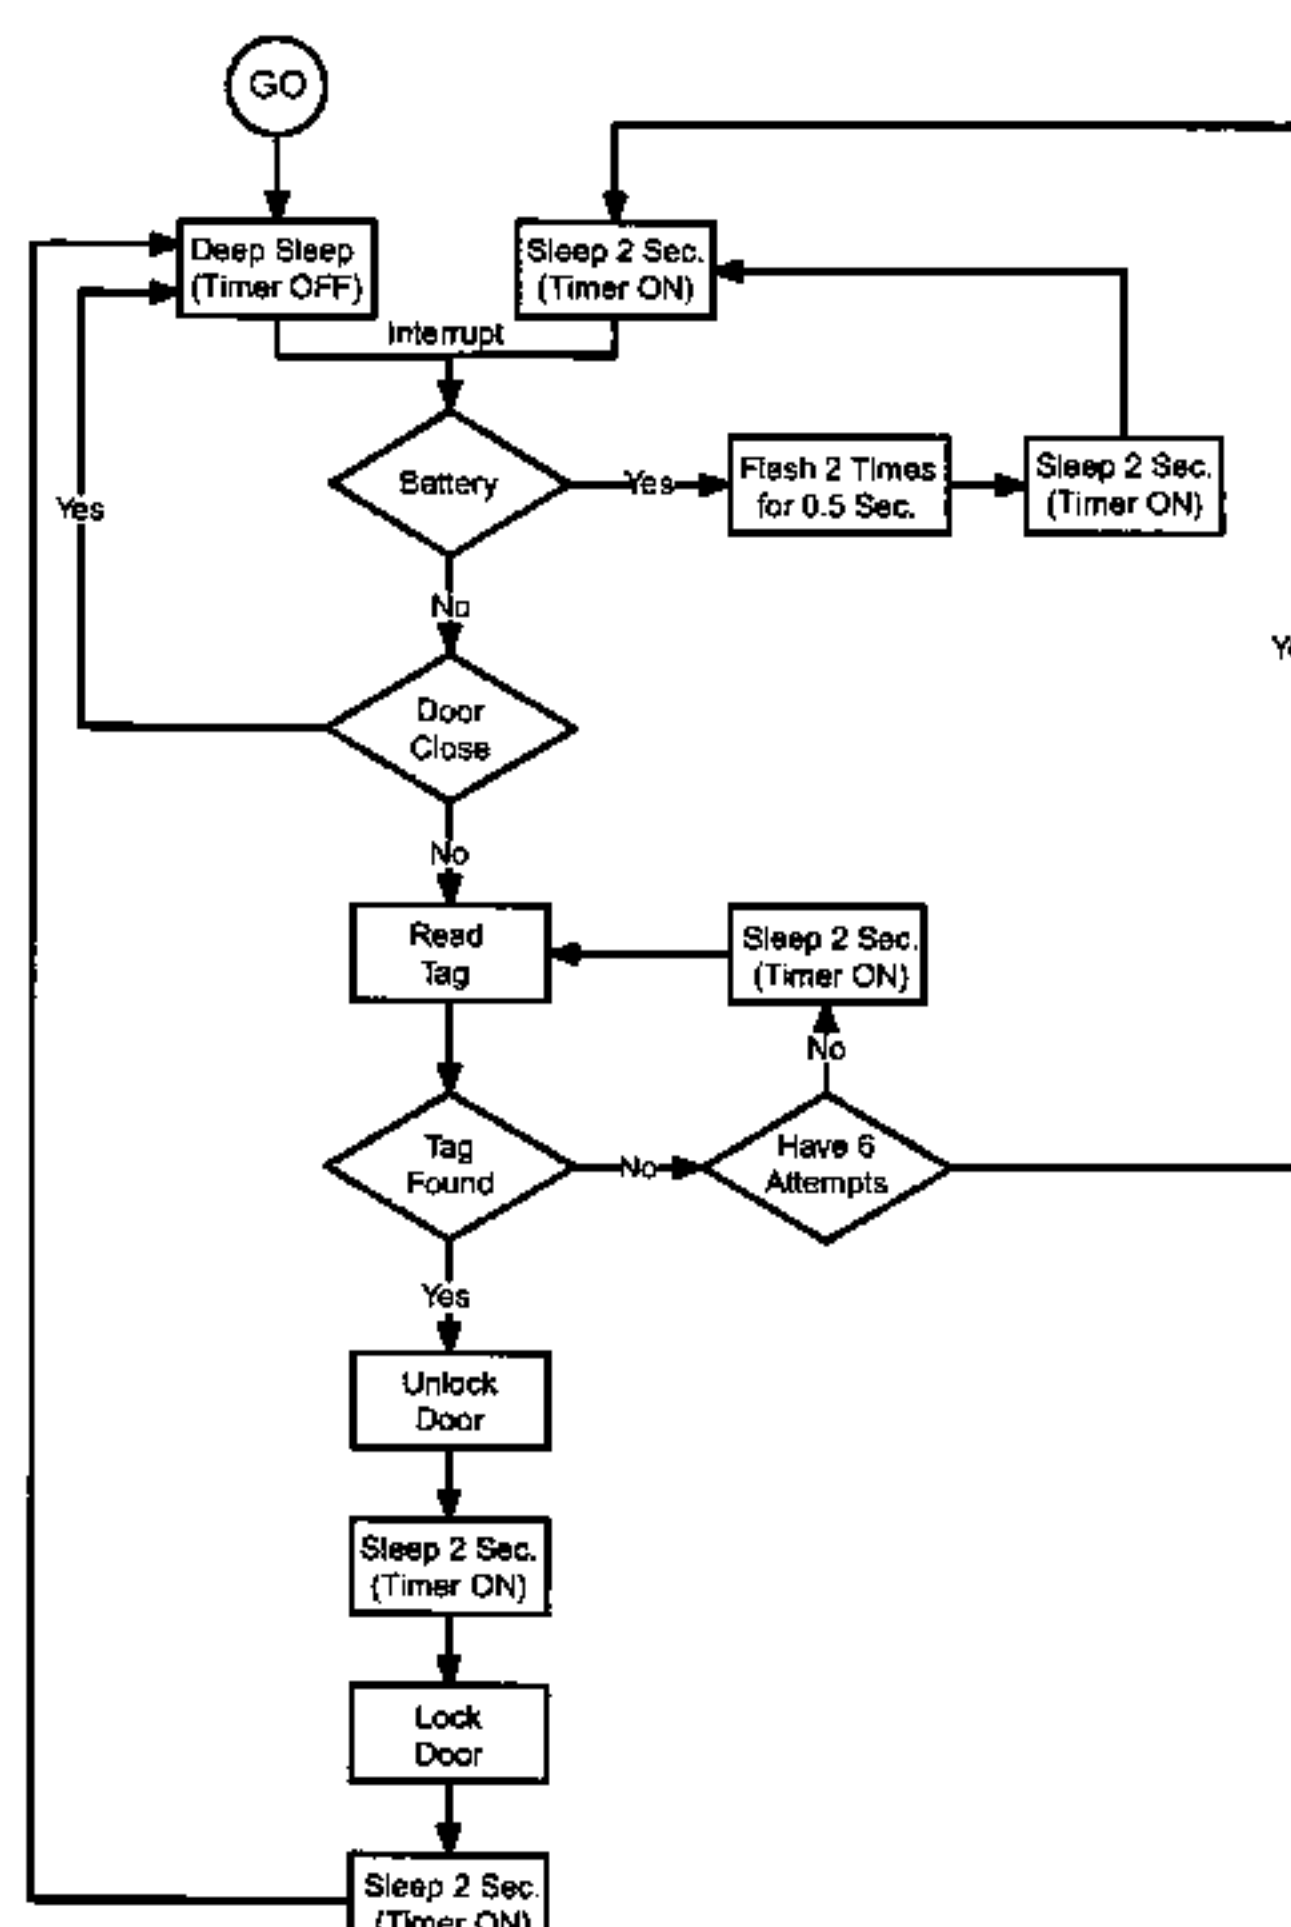 GO
Deep Sleep
(Timer OFF)
Sleep 2 Sec.
(Timer ON)
Interrupt
Battery
Yes
Flash 2 Times
for 0.5 Sec.
Sleep 2 Sec.
(Timer ON)
Yes
No
Door
Close
No
Read
Tag
Sleep 2 Sec.
(Timer ON)
No
Tag
Found
No
Have 6
Attempts
Yes
Unlock
Door
Sleep 2 Sec.
(Timer ON)
Lock
Door
Sleep 2 Sec.
(Timer ON)